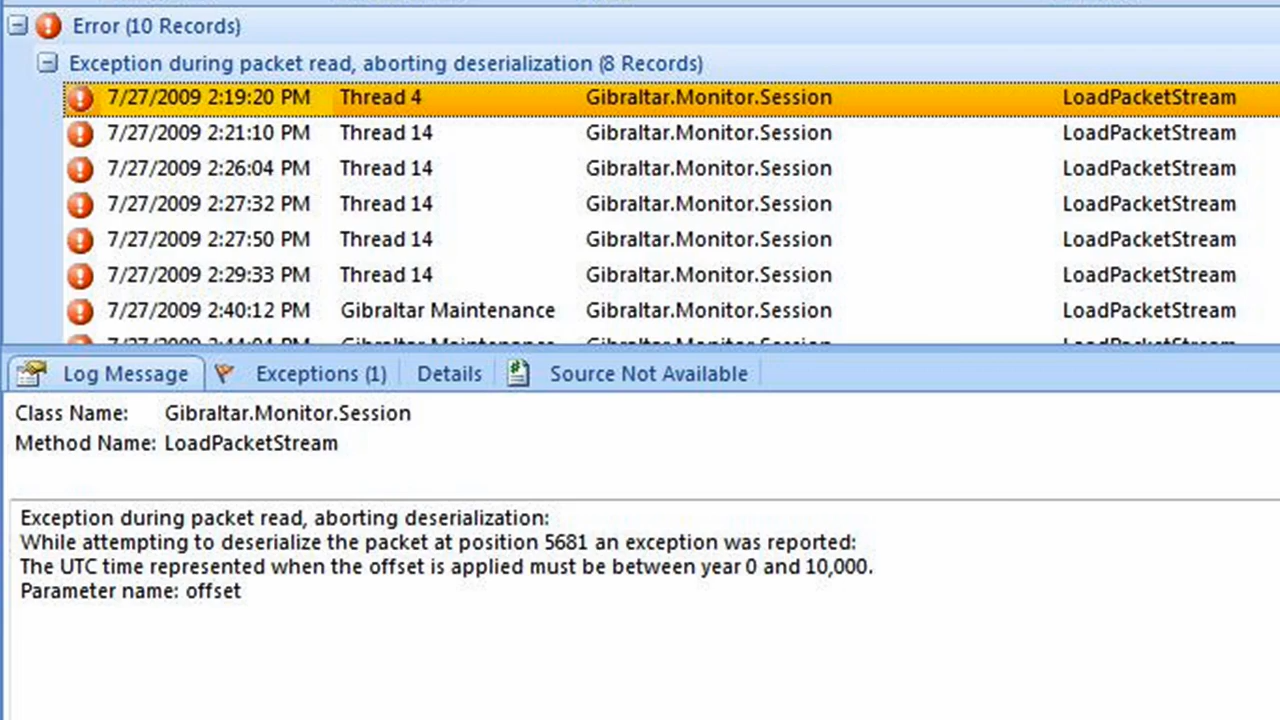 Error (10 Records)
Exception during packet read, aborting deserialization (8 Records)
7/27/2009 2:19:20 PM Thread 4 Gibraltar.Monitor.Session LoadPacketStream
7/27/2009 2:21:10 PM Thread 14 Gibraltar.Monitor.Session LoadPacketStream
7/27/2009 2:26:04 PM Thread 14 Gibraltar.Monitor.Session LoadPacketStream
7/27/2009 2:27:32 PM Thread 14 Gibraltar.Monitor.Session LoadPacketStream
7/27/2009 2:27:50 PM Thread 14 Gibraltar.Monitor.Session LoadPacketStream
7/27/2009 2:29:33 PM Thread 14 Gibraltar.Monitor.Session LoadPacketStream
7/27/2009 2:40:12 PM Gibraltar Maintenance Gibraltar.Monitor.Session LoadPacketStream
Log Message Exceptions (1) Details Source Not Available
Class Name: Gibraltar.Monitor.Session
Method Name: LoadPacketStream
Exception during packet read, aborting deserialization:
While attempting to deserialize the packet at position 5681 an exception was reported:
The UTC time represented when the offset is applied must be between year 0 and 10,000.
Parameter name: offset